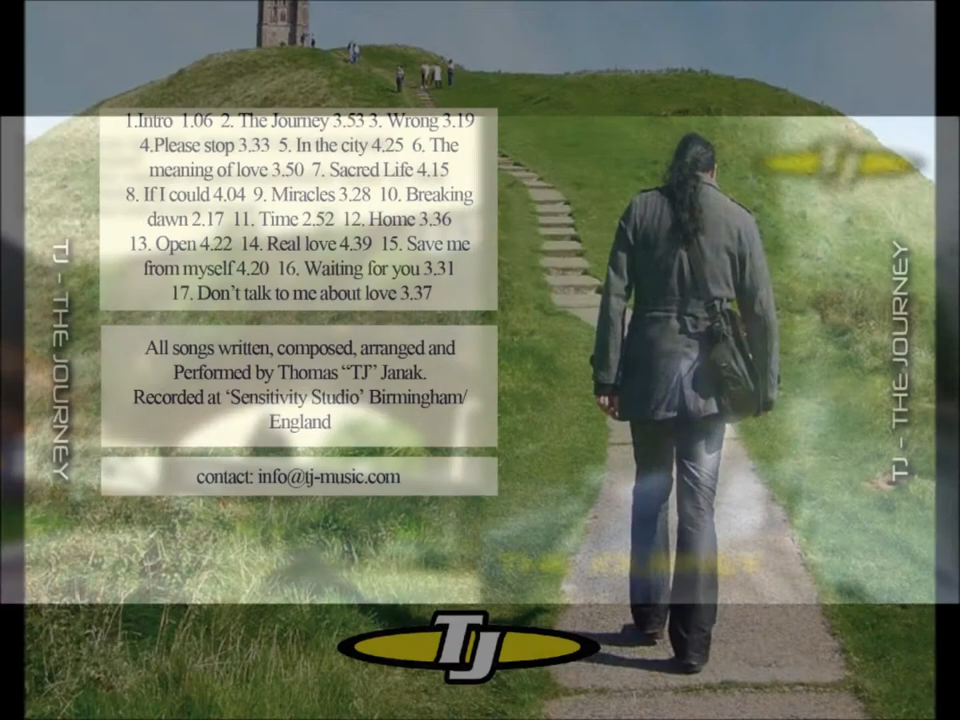 1.Intro 1.06 2. The Journey 3.53 3. Wrong 3.19
4.Please stop 3.33 5. In the city 4.25 6. The
meaning of love 3.50 7. Sacred Life 4.15
8. If I could 4.04 9. Miracles 3.28 10. Breaking
dawn 2.17 11. Time 2.52 12. Home 3.36
13. Open 4.22 14. Real love 4.39 15. Save me
from myself 4.20 16. Waiting for you 3.31
17. Don't talk to me about love 3.37
All songs written, composed, arranged and
Performed by Thomas “TJ” Janak.
Recorded at ‘Sensitivity Studio’ Birmingham/
England
contact: info@tj-music.com
TJ - THE JOURNEY
TJ - THE JOURNEY
TJ
TJ